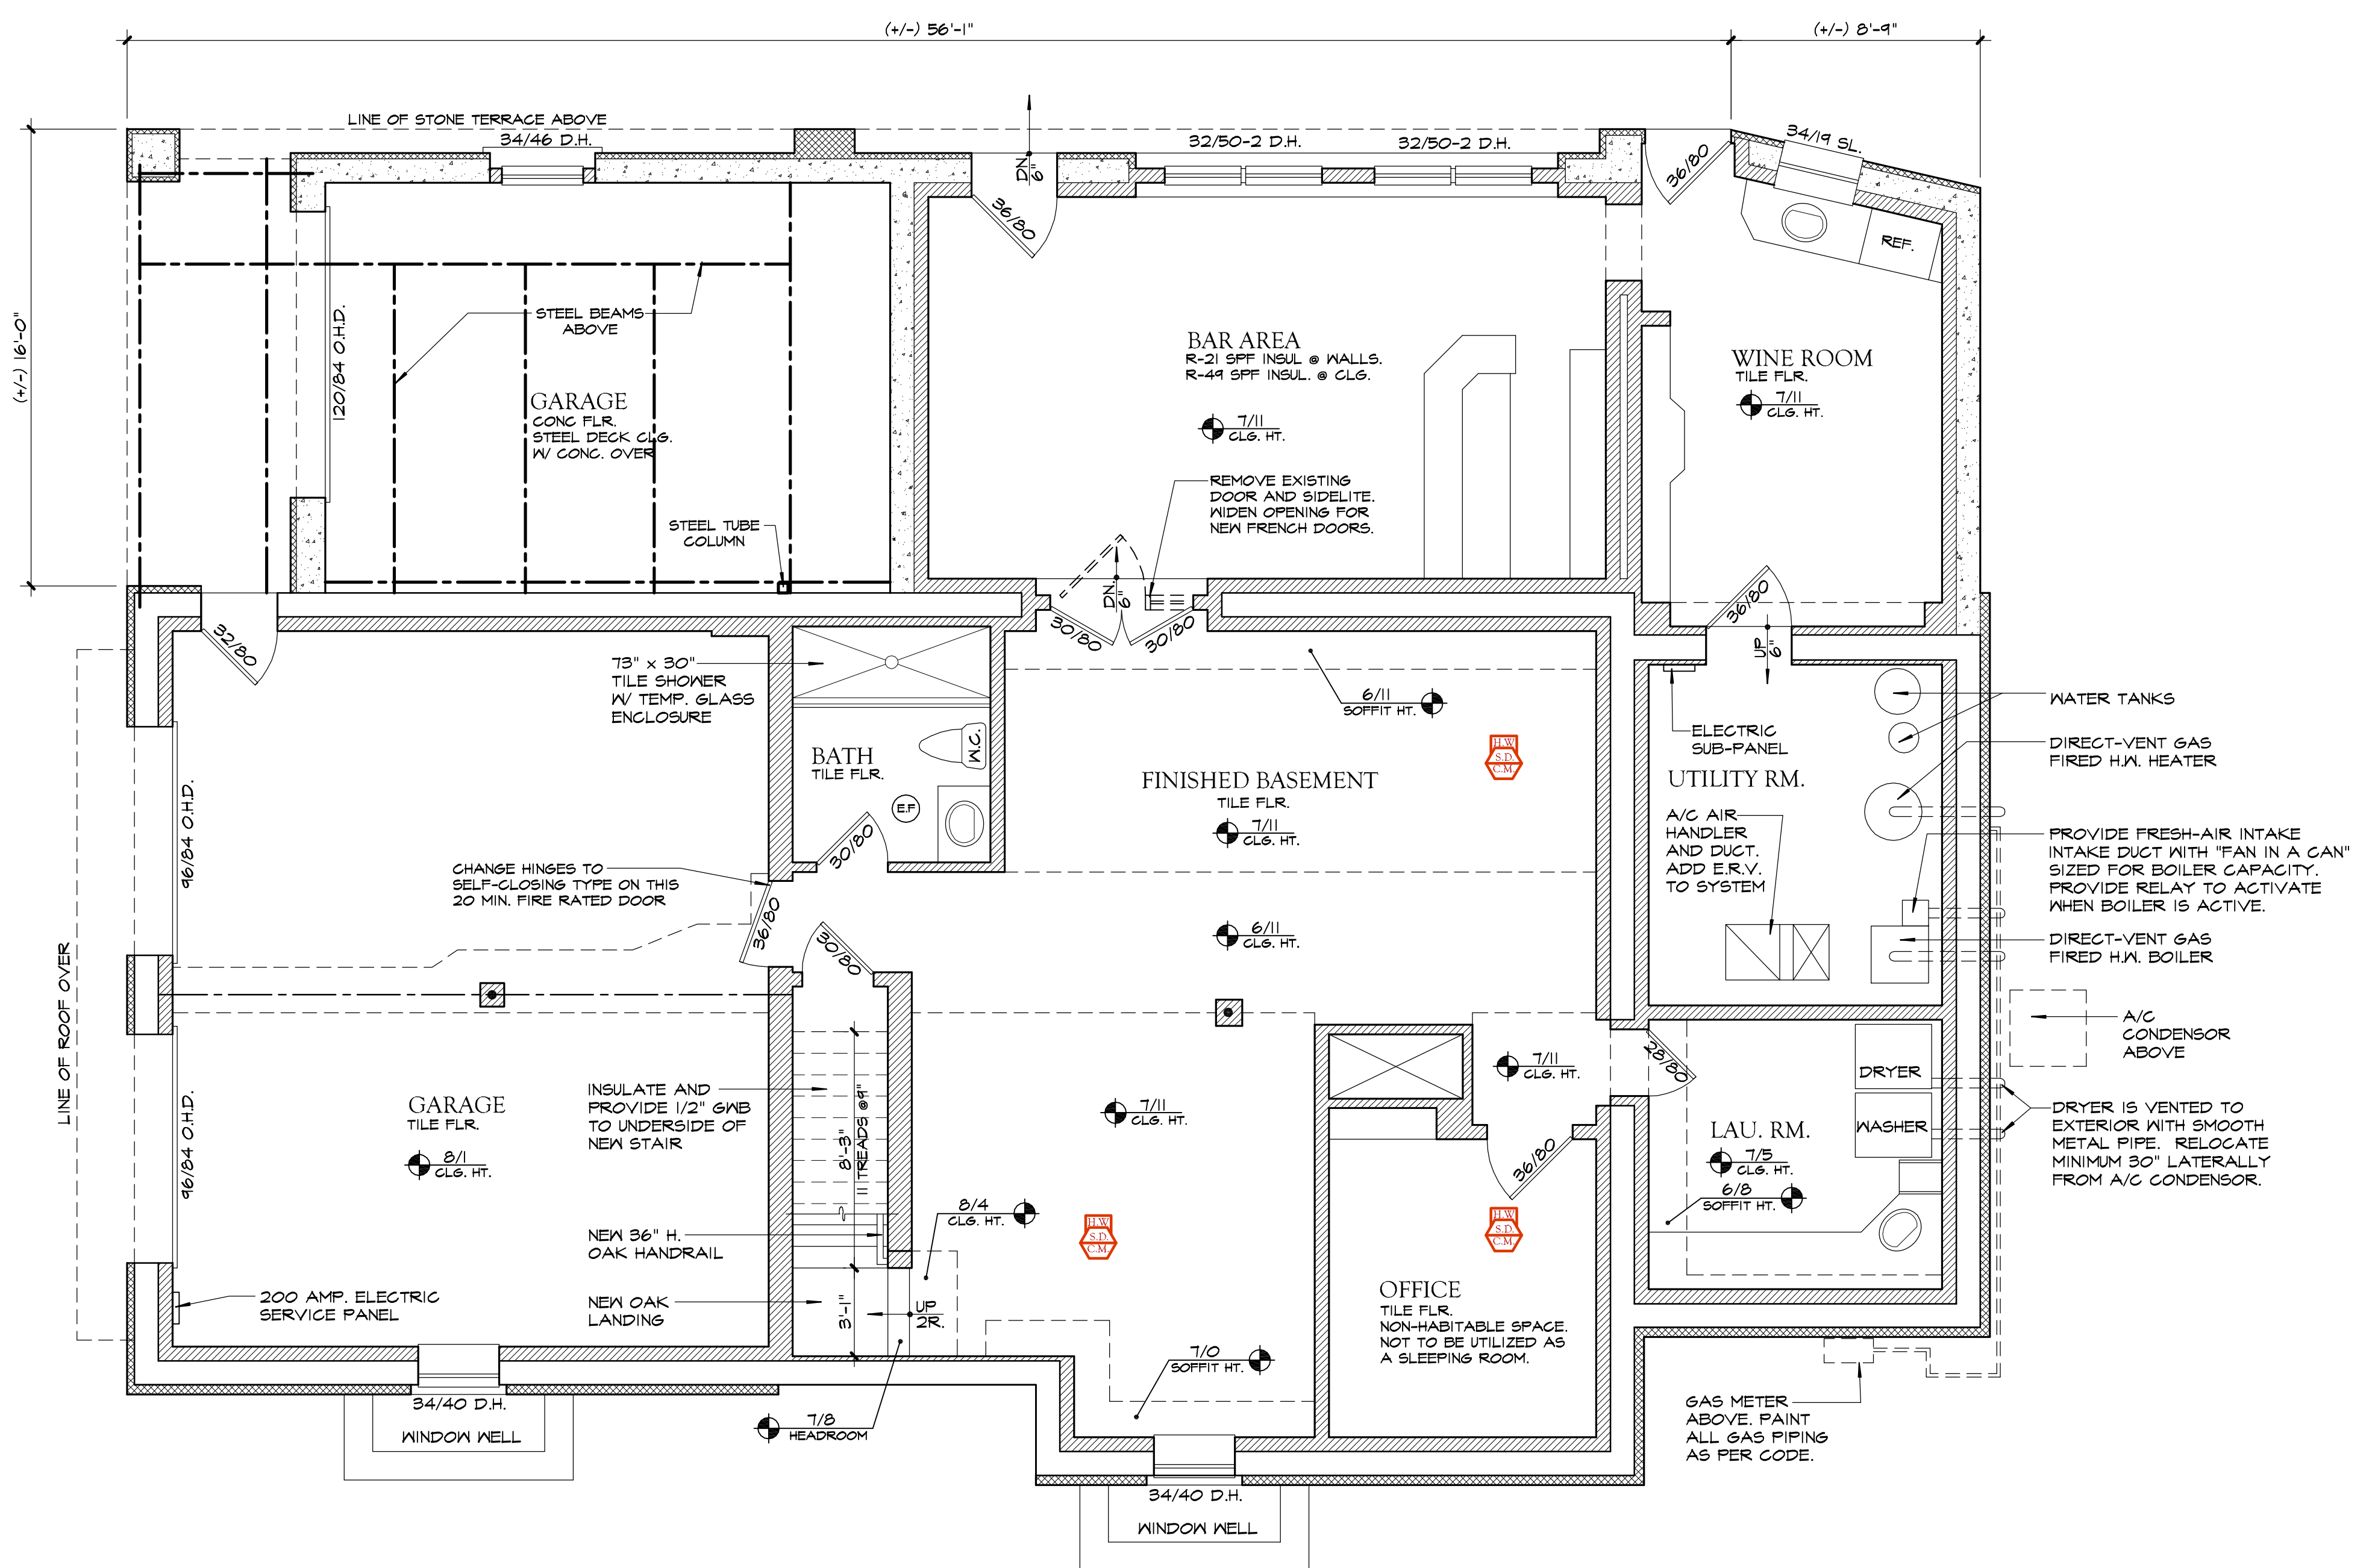 (+/-) 56'-1"
(+/-) 8'-9"
LINE OF STONE TERRACE ABOVE
34/46 D.H.
DN
6"
32/50-2 D.H.
32/50-2 D.H.
34/19 SL.
36/80
36/80
REF.
(+/-) 16'-0"
120/84 O.H.D.
STEEL BEAMS
ABOVE
GARAGE
CONC FLR.
STEEL DECK CLG.
W/ CONC. OVER
STEEL TUBE
COLUMN
BAR AREA
R-21 SPF INSUL @ WALLS.
R-49 SPF INSUL. @ CLG.
7/11
CLG. HT.
WINE ROOM
TILE FLR.
7/11
CLG. HT.
REMOVE EXISTING
DOOR AND SIDELITE.
WIDEN OPENING FOR
NEW FRENCH DOORS.
DN.
6"
30/80
30/80
36/80
UP
6"
32/80
73" x 30"
TILE SHOWER
W/ TEMP. GLASS
ENCLOSURE
BATH
TILE FLR.
W.C.
E.F
30/80
6/11
SOFFIT HT.
H.W
S.D.
C.M.
FINISHED BASEMENT
TILE FLR.
7/11
CLG. HT.
6/11
CLG. HT.
ELECTRIC
SUB-PANEL
UTILITY RM.
A/C AIR
HANDLER
AND DUCT.
ADD E.R.V.
TO SYSTEM
WATER TANKS
DIRECT-VENT GAS
FIRED H.W. HEATER
PROVIDE FRESH-AIR INTAKE
INTAKE DUCT WITH "FAN IN A CAN"
SIZED FOR BOILER CAPACITY.
PROVIDE RELAY TO ACTIVATE
WHEN BOILER IS ACTIVE.
DIRECT-VENT GAS
FIRED H.W. BOILER
A/C
CONDENSOR
ABOVE
96/84 O.H.D.
CHANGE HINGES TO
SELF-CLOSING TYPE ON THIS
20 MIN. FIRE RATED DOOR
36/80
30/80
LINE OF ROOF OVER
96/84 O.H.D.
GARAGE
TILE FLR.
8/1
CLG. HT.
INSULATE AND
PROVIDE 1/2" GWB
TO UNDERSIDE OF
NEW STAIR
8'-3"
11 TREADS @9"
NEW 36" H.
OAK HANDRAIL
NEW OAK
LANDING
3'-1"
UP
2R.
8/4
CLG. HT.
7/11
CLG. HT.
7/11
CLG. HT.
28/80
36/80
DRYER
WASHER
LAU. RM.
7/5
CLG. HT.
6/8
SOFFIT HT.
DRYER IS VENTED TO
EXTERIOR WITH SMOOTH
METAL PIPE. RELOCATE
MINIMUM 30" LATERALLY
FROM A/C CONDENSOR.
H.W
S.D.
C.M.
H.W
S.D.
C.M.
OFFICE
TILE FLR.
NON-HABITABLE SPACE.
NOT TO BE UTILIZED AS
A SLEEPING ROOM.
200 AMP. ELECTRIC
SERVICE PANEL
7/0
SOFFIT HT.
7/8
HEADROOM
34/40 D.H.
WINDOW WELL
34/40 D.H.
WINDOW WELL
GAS METER
ABOVE. PAINT
ALL GAS PIPING
AS PER CODE.